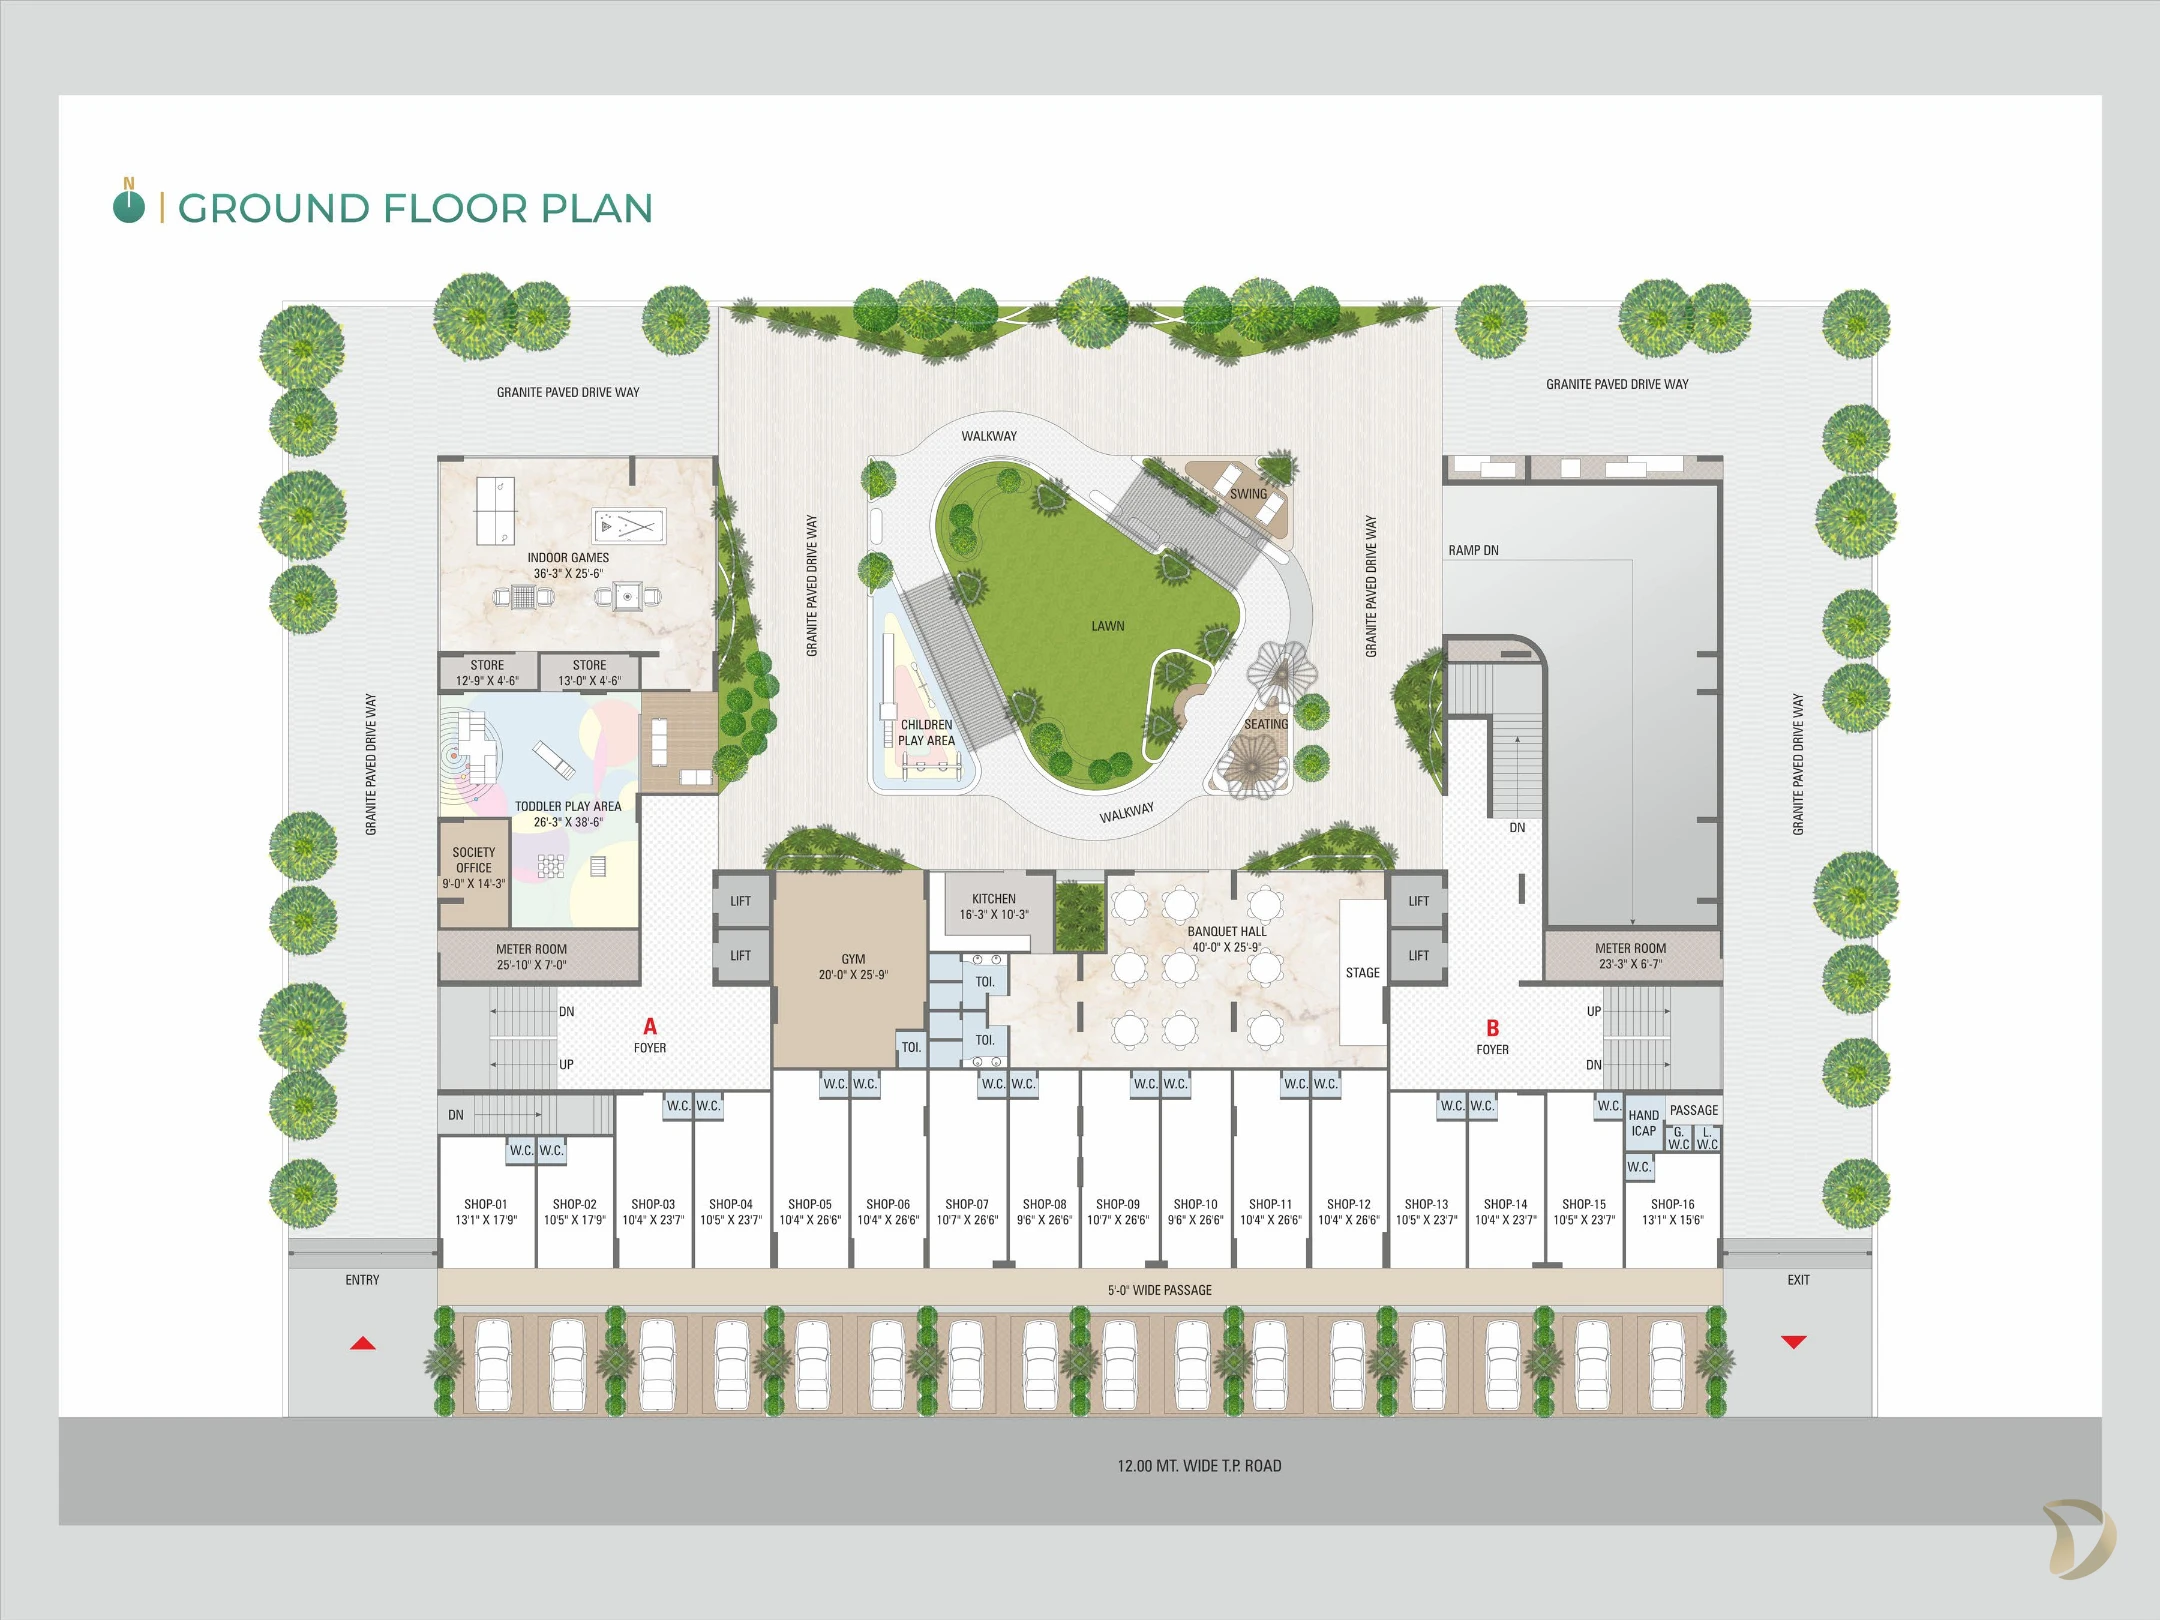 N
GROUND FLOOR PLAN
GRANITE PAVED DRIVE WAY
GRANITE PAVED DRIVE WAY
WALKWAY
SWING
GRANITE PAVED DRIVE WAY
GRANITE PAVED DRIVE WAY
RAMP DN
INDOOR GAMES
36'-3" X 25'-6"
LAWN
STORE
12'-9" X 4'-6"
STORE
13'-0" X 4'-6"
GRANITE PAVED DRIVE WAY
GRANITE PAVED DRIVE WAY
CHILDREN
PLAY AREA
SEATING
TODDLER PLAY AREA
26'-3" X 38'-6"
WALKWAY
DN
SOCIETY
OFFICE
9'-0" X 14'-3"
LIFT
LIFT
KITCHEN
16'-3" X 10'-3"
BANQUET HALL
40'-0" X 25'-9"
LIFT
LIFT
METER ROOM
25'-10" X 7'-0"
GYM
20'-0" X 25'-9"
METER ROOM
23'-3" X 6'-7"
TOI.
STAGE
DN
A
FOYER
UP
TOI.
TOI.
B
FOYER
UP
DN
W.C.
W.C.
W.C.
W.C.
W.C.
W.C.
W.C.
W.C.
DN
W.C.
W.C.
W.C.
W.C.
W.C.
HAND
ICAP
PASSAGE
G.
W.C
L.
W.C
W.C.
W.C.
W.C.
SHOP-01
13'1" X 17'9"
SHOP-02
10'5" X 17'9"
SHOP-03
10'4" X 23'7"
SHOP-04
10'5" X 23'7"
SHOP-05
10'4" X 26'6"
SHOP-06
10'4" X 26'6"
SHOP-07
10'7" X 26'6"
SHOP-08
9'6" X 26'6"
SHOP-09
10'7" X 26'6"
SHOP-10
9'6" X 26'6"
SHOP-11
10'4" X 26'6"
SHOP-12
10'4" X 26'6"
SHOP-13
10'5" X 23'7"
SHOP-14
10'4" X 23'7"
SHOP-15
10'5" X 23'7"
SHOP-16
13'1" X 15'6"
ENTRY
5'-0" WIDE PASSAGE
EXIT
12.00 MT. WIDE T.P. ROAD